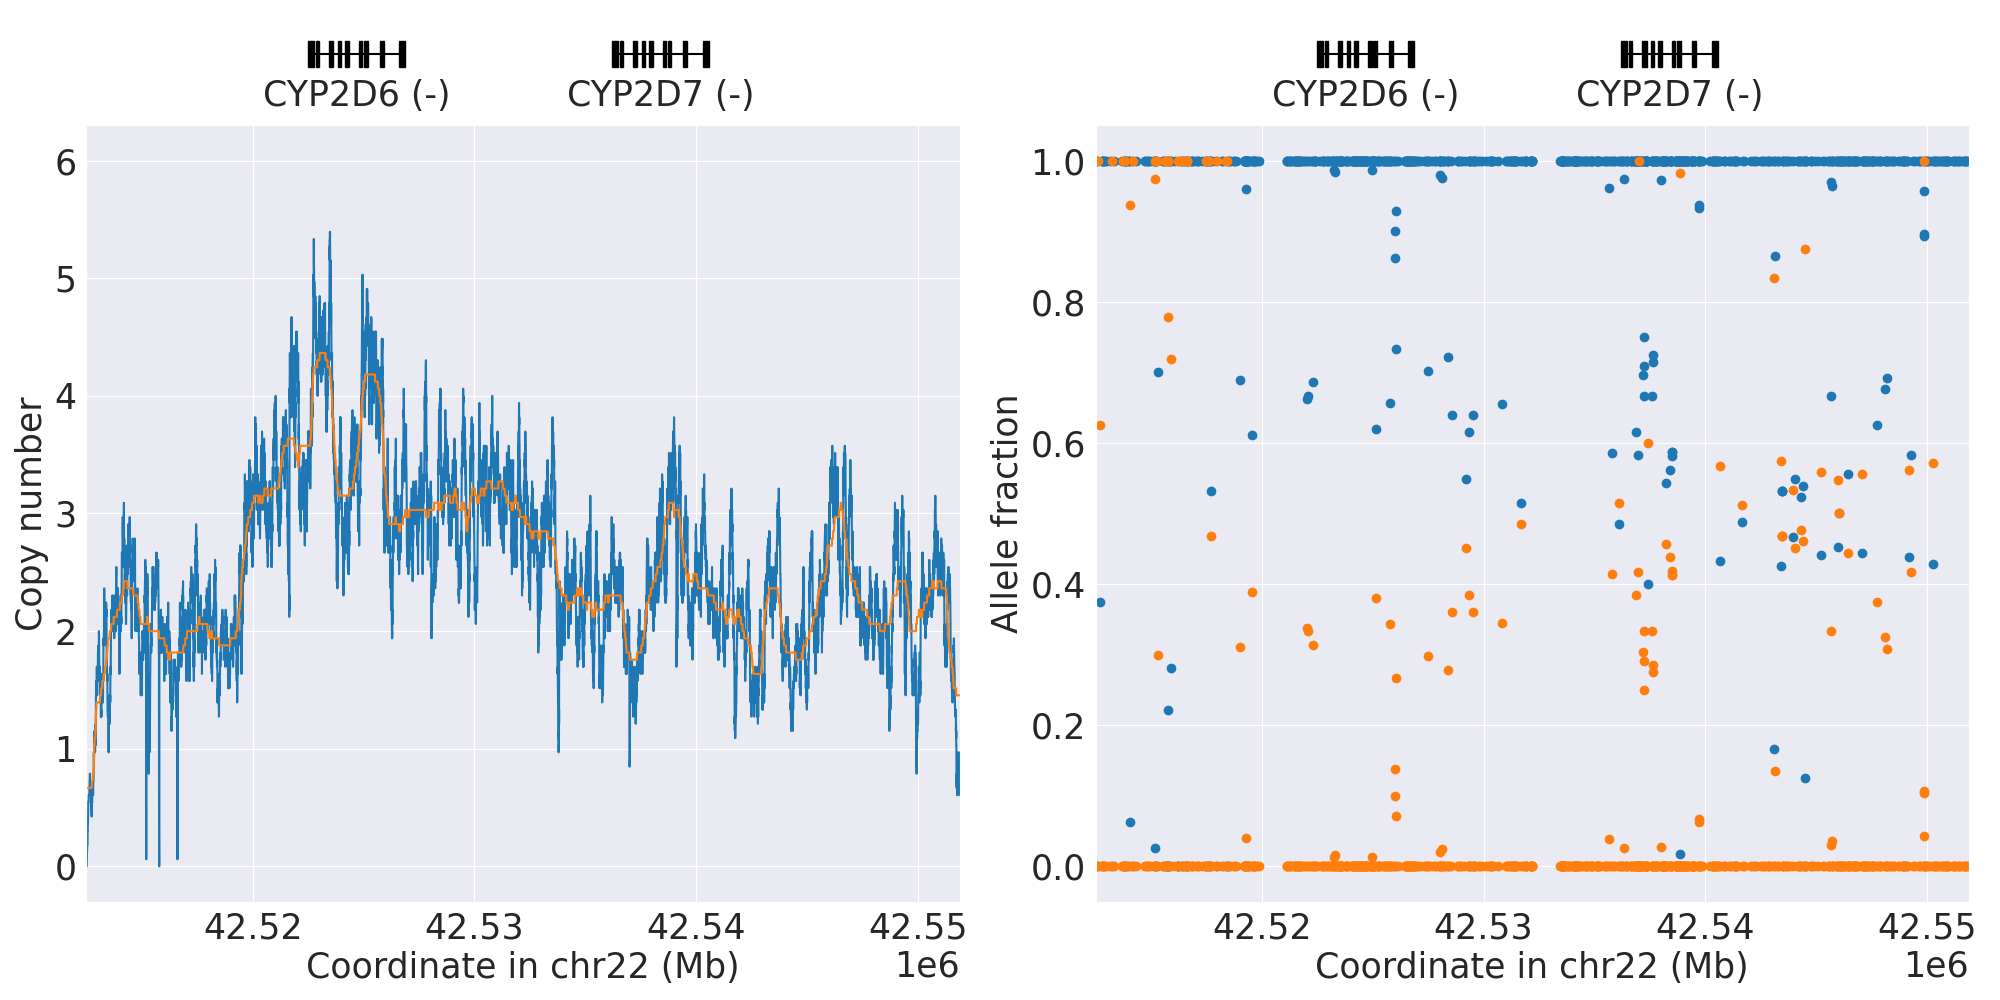 CYP2D6 (-) CYP2D7 (-)
6
5
4
3
2
1
0
Copy number
42.52 42.53 42.54 42.55
Coordinate in chr22 (Mb) 1e6
CYP2D6 (-) CYP2D7 (-)
1.0
0.8
0.6
0.4
0.2
0.0
Allele fraction
42.52 42.53 42.54 42.55
Coordinate in chr22 (Mb) 1e6